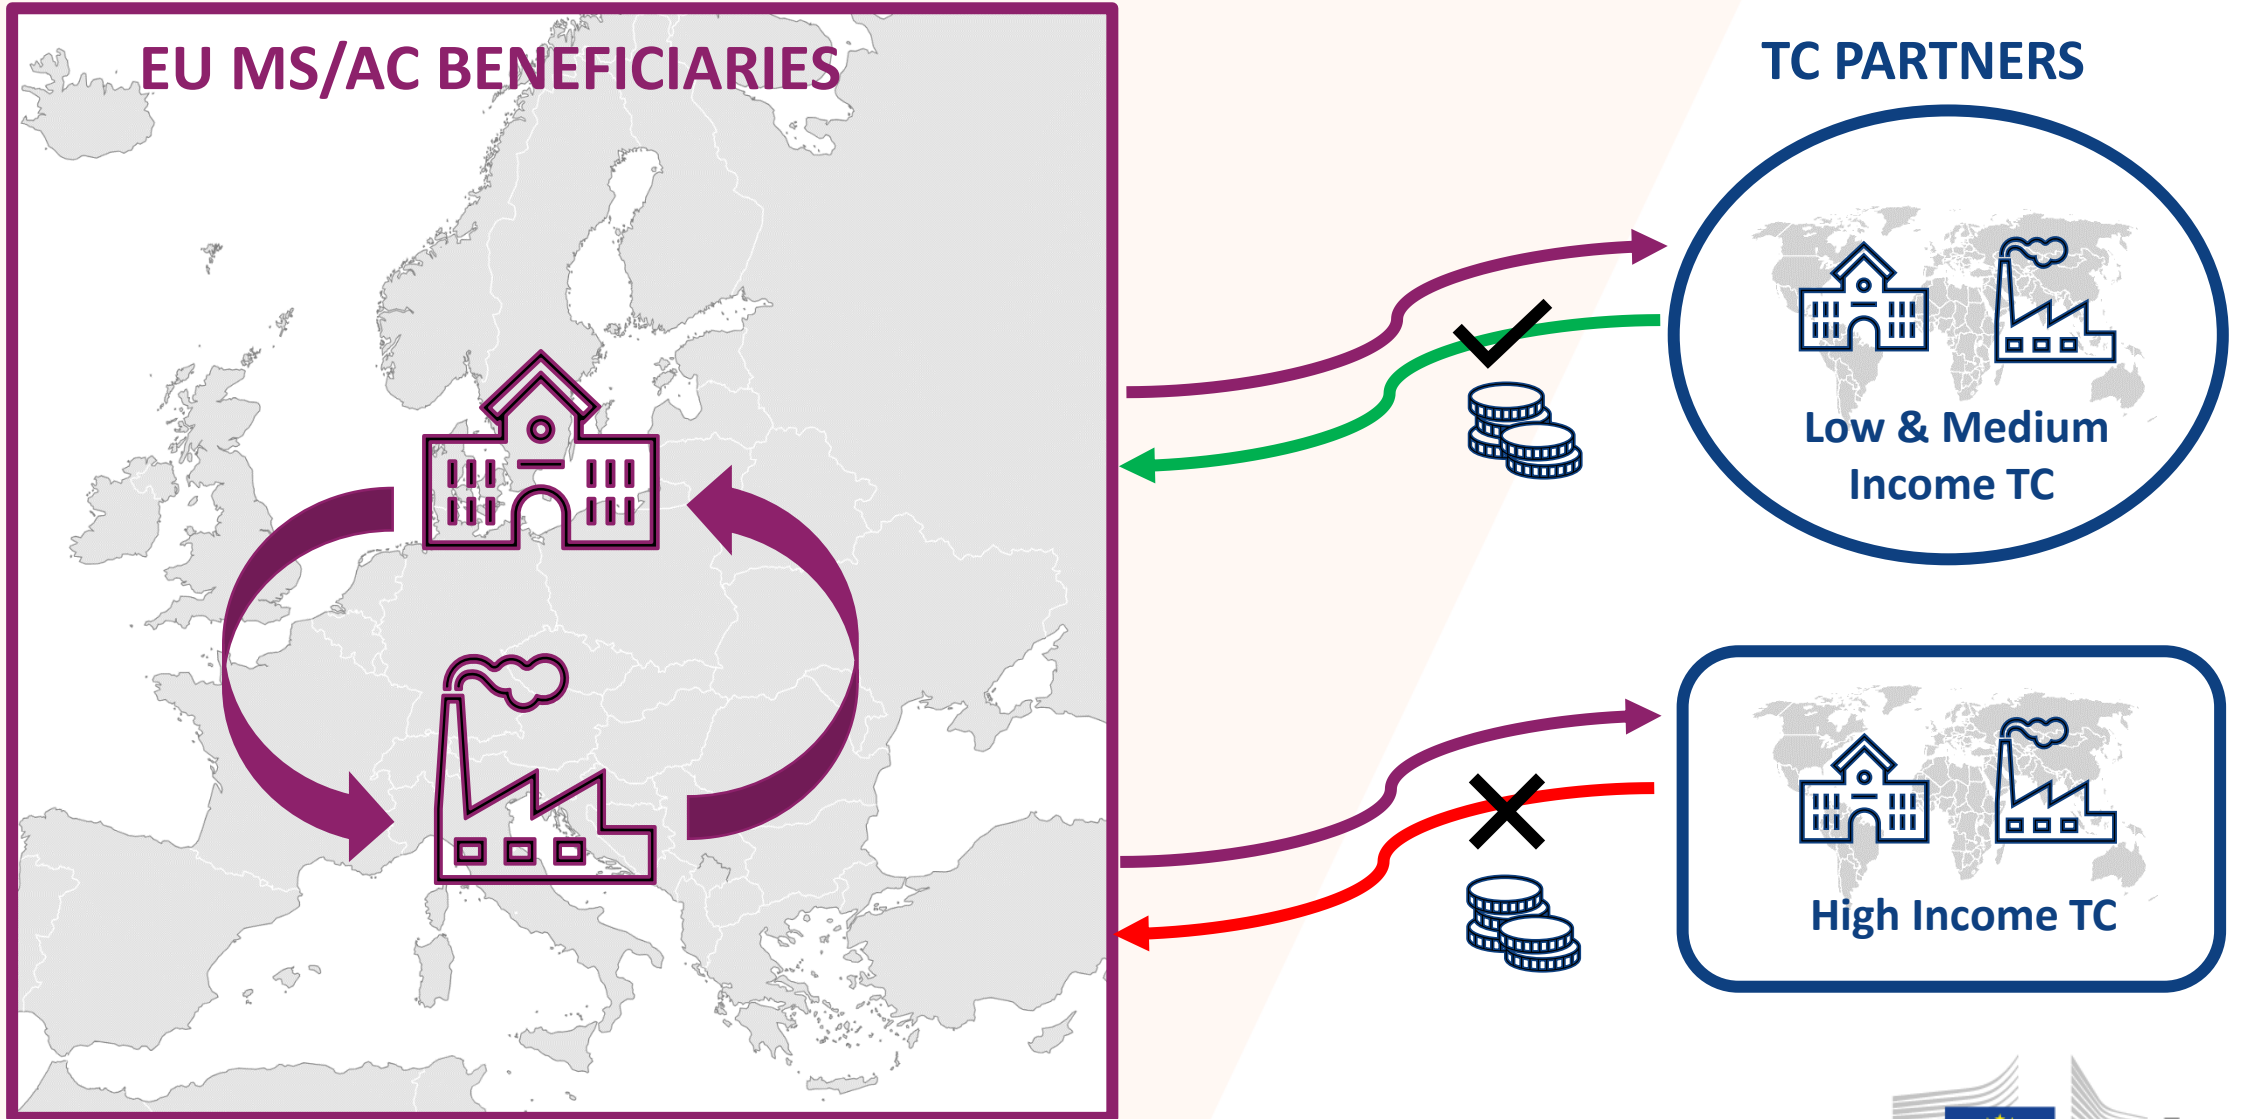 EU MS/AC BENEFICIARIES
TC PARTNERS
Low & Medium
Income TC
High Income TC